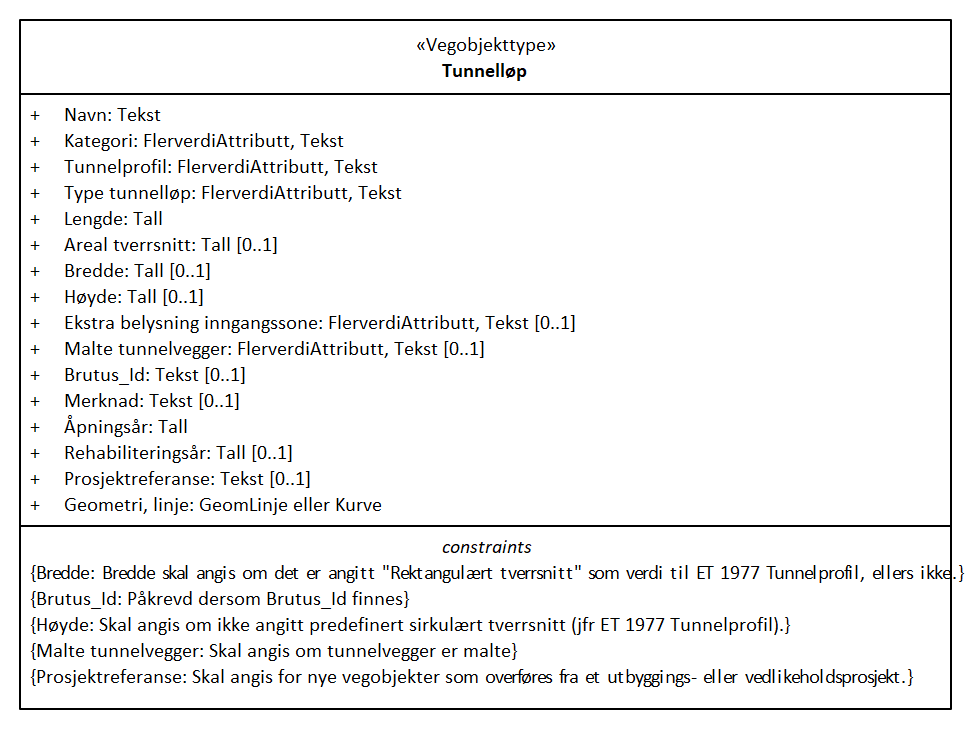 «Vegobjekttype»
Tunnelløp
+ Navn: Tekst
+ Kategori: FlerverdiAttributt, Tekst
+ Tunnelprofil: FlerverdiAttributt, Tekst
+ Type tunnelløp: FlerverdiAttributt, Tekst
+ Lengde: Tall
+ Areal tverrsnitt: Tall [0..1]
+ Bredde: Tall [0..1]
+ Høyde: Tall [0..1]
+ Ekstra belysning inngangssone: FlerverdiAttributt, Tekst [0..1]
+ Malte tunnelvegger: FlerverdiAttributt, Tekst [0..1]
+ Brutus_Id: Tekst [0..1]
+ Merknad: Tekst [0..1]
+ Åpningsår: Tall
+ Rehabiliteringsår: Tall [0..1]
+ Prosjektreferanse: Tekst [0..1]
+ Geometri, linje: GeomLinje eller Kurve
constraints
{Bredde: Bredde skal angis om det er angitt "Rektangulært tverrsnitt" som verdi til ET 1977 Tunnelprofil, ellers ikke.}
{Brutus_Id: Påkrevd dersom Brutus_Id finnes}
{Høyde: Skal angis om ikke angitt predefinert sirkulært tverrsnitt (jfr ET 1977 Tunnelprofil).}
{Malte tunnelvegger: Skal angis om tunnelvegger er malte}
{Prosjektreferanse: Skal angis for nye vegobjekter som overføres fra et utbyggings- eller vedlikeholdsprosjekt.}